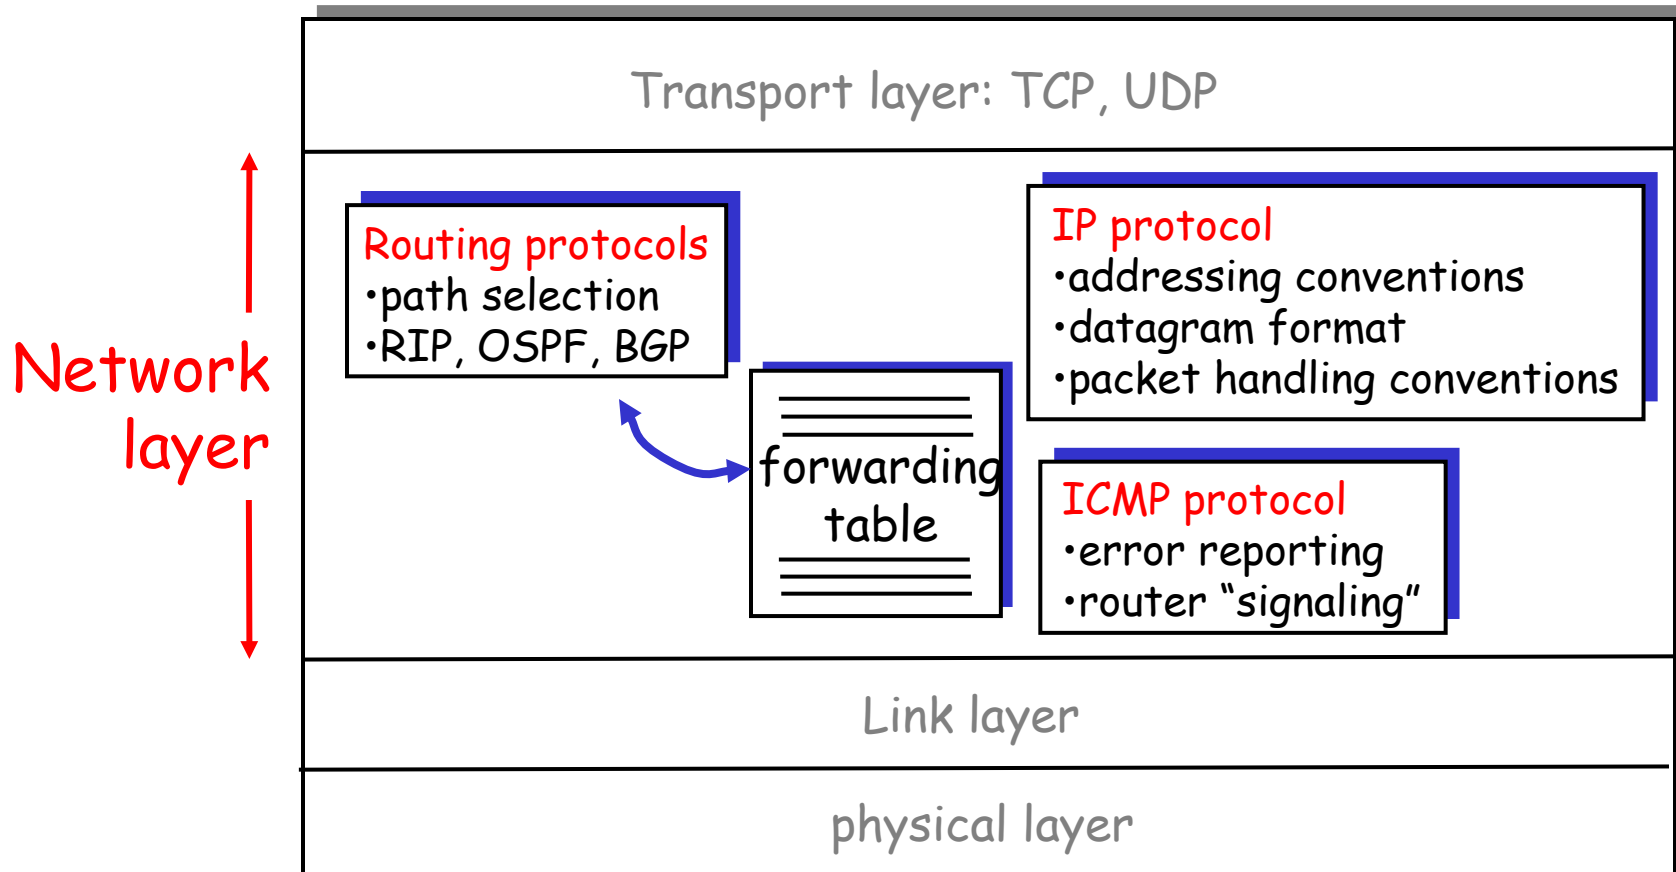 Transport layer: TCP, UDP
Network
layer
Routing protocols
•path selection
•RIP, OSPF, BGP
forwarding
table
IP protocol
•addressing conventions
•datagram format
•packet handling conventions
ICMP protocol
•error reporting
•router “signaling”
Link layer
physical layer